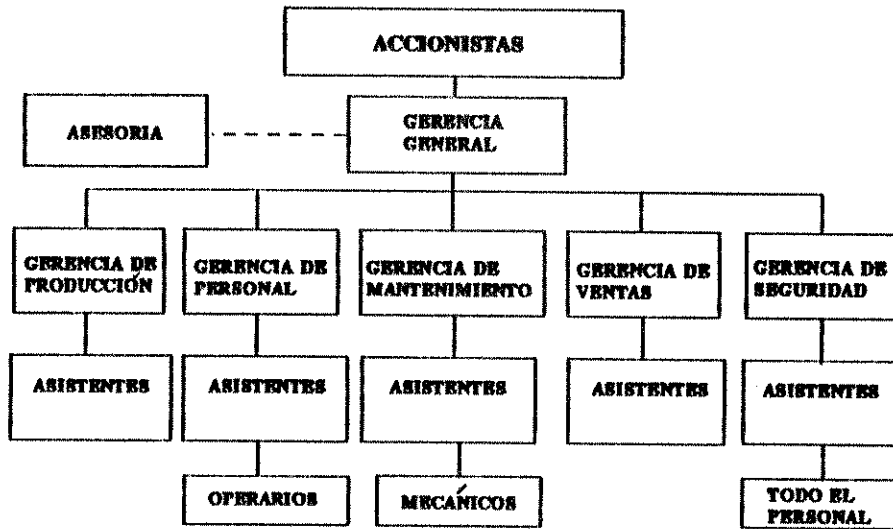 ACCIONISTAS
ASESORIA
GERENCIA
GENERAL
GERENCIA DE
PRODUCCIÓN
GERENCIA DE
PERSONAL
GERENCIA DE
MANTENIMIENTO
GERENCIA DE
VENTAS
GERENCIA DE
SEGURIDAD
ASISTENTES
ASISTENTES
ASISTENTES
ASISTENTES
ASISTENTES
OPERARIOS
MECÁNICOS
TODO EL
PERSONAL